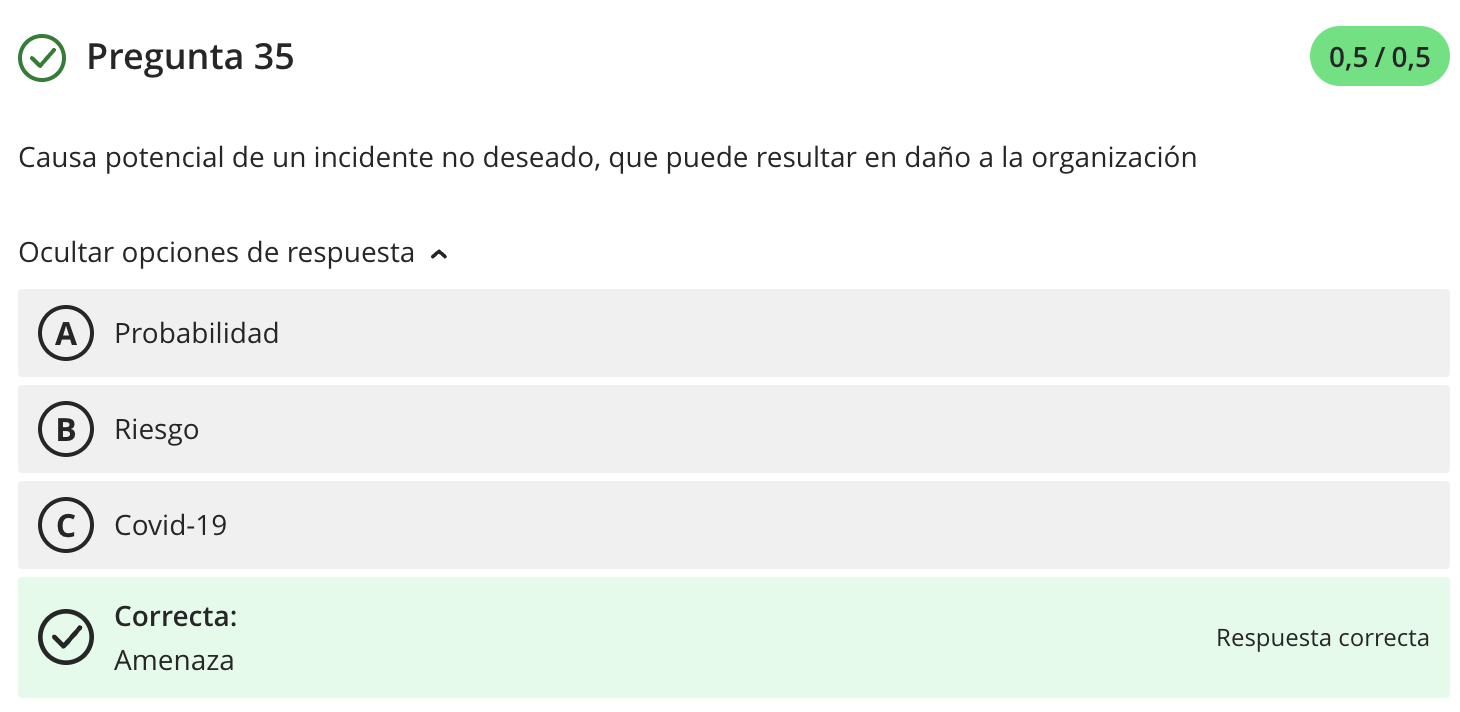 Pregunta 35
0,5 / 0,5
Causa potencial de un incidente no deseado, que puede resultar en daño a la organización
Ocultar opciones de respuesta
A Probabilidad
B Riesgo
C Covid-19
Correcta:
Amenaza
Respuesta correcta